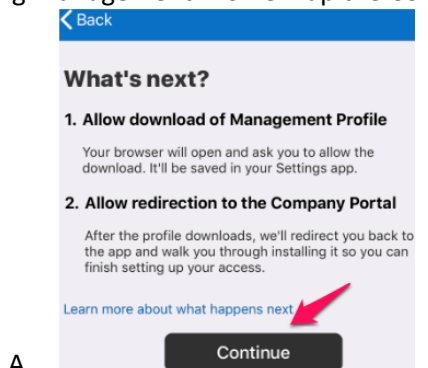 Back
What's next?
1. Allow download of Management Profile
Your browser will open and ask you to allow the
download. It'll be saved in your Settings app.
2. Allow redirection to the Company Portal
After the profile downloads, we'll redirect you back to
the app and walk you through installing it so you can
finish setting up your access.
Learn more about what happens next
Continue
A